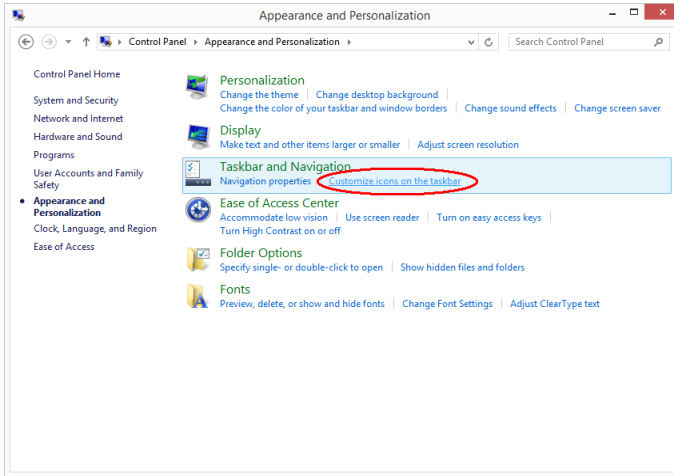 Appearance and Personalization
Control Panel Appearance and Personalization
Search Control Panel
Control Panel Home
System and Security
Network and Internet
Hardware and Sound
Programs
User Accounts and Family
Safety
Appearance and
Personalization
Clock, Language, and Region
Ease of Access
Personalization
Change the theme Change desktop background
Change the color of your taskbar and window borders Change sound effects Change screen saver
Display
Make text and other items larger or smaller Adjust screen resolution
Taskbar and Navigation
Navigation properties Customize icons on the taskbar
Ease of Access Center
Accommodate low vision Use screen reader Turn on easy access keys
Turn High Contrast on or off
Folder Options
Specify single- or double-click to open Show hidden files and folders
Fonts
Preview, delete, or show and hide fonts Change Font Settings Adjust ClearType text